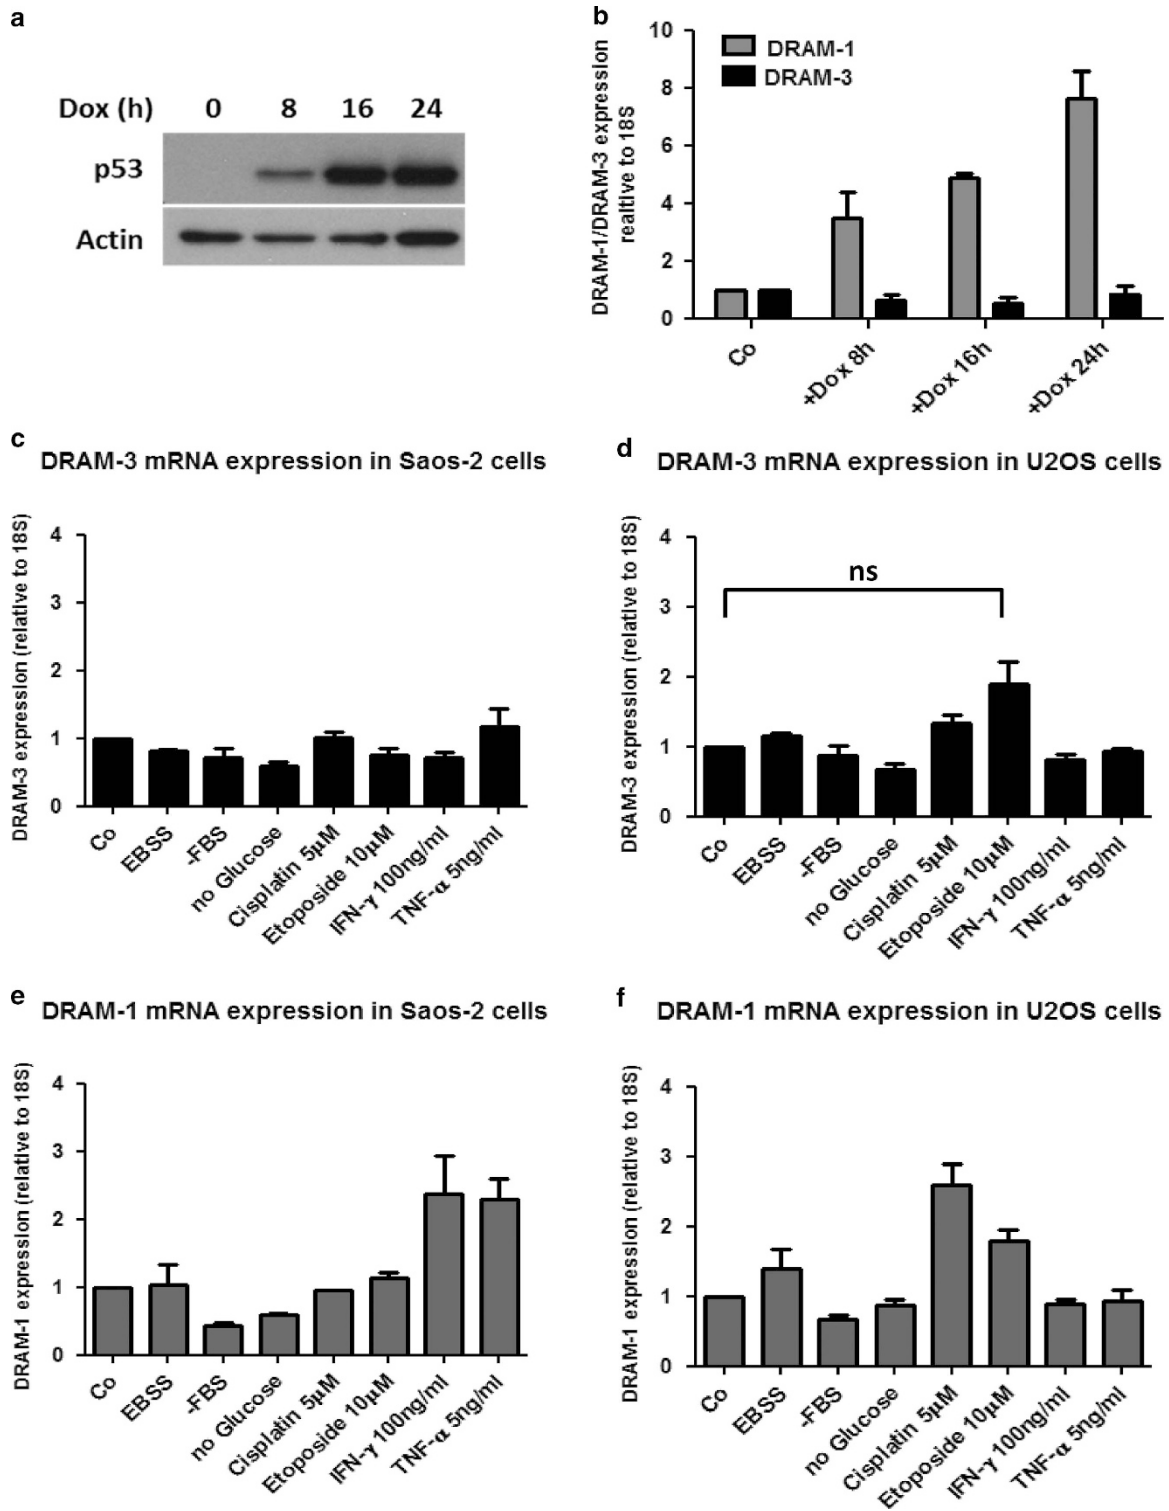 a
Dox (h) 0 8 16 24
p53
Actin
b
DRAM-1/DRAM-3 expression
realtive to 18S
10
8
6
4
2
0
DRAM-1
DRAM-3
Co
+Dox 8h
+Dox 16h
+Dox 24h
c
DRAM-3 mRNA expression in Saos-2 cells
DRAM-3 expression (relative to 18S)
4
3
2
1
0
Co
EBSS
-FBS
no Glucose
Cisplatin 5µM
Etoposide 10µM
IFN-γ 100ng/ml
TNF-α 5ng/ml
d
DRAM-3 mRNA expression in U2OS cells
DRAM-3 expression (relative to 18S)
4
3
2
1
0
ns
Co
EBSS
-FBS
no Glucose
Cisplatin 5µM
Etoposide 10µM
IFN-γ 100ng/ml
TNF-α 5ng/ml
e
DRAM-1 mRNA expression in Saos-2 cells
DRAM-1 expression (relative to 18S)
4
3
2
1
0
Co
EBSS
-FBS
no Glucose
Cisplatin 5µM
Etoposide 10µM
IFN-γ 100ng/ml
TNF-α 5ng/ml
f
DRAM-1 mRNA expression in U2OS cells
DRAM-1 expression (relative to 18S)
4
3
2
1
0
Co
EBSS
-FBS
no Glucose
Cisplatin 5µM
Etoposide 10µM
IFN-γ 100ng/ml
TNF-α 5ng/ml